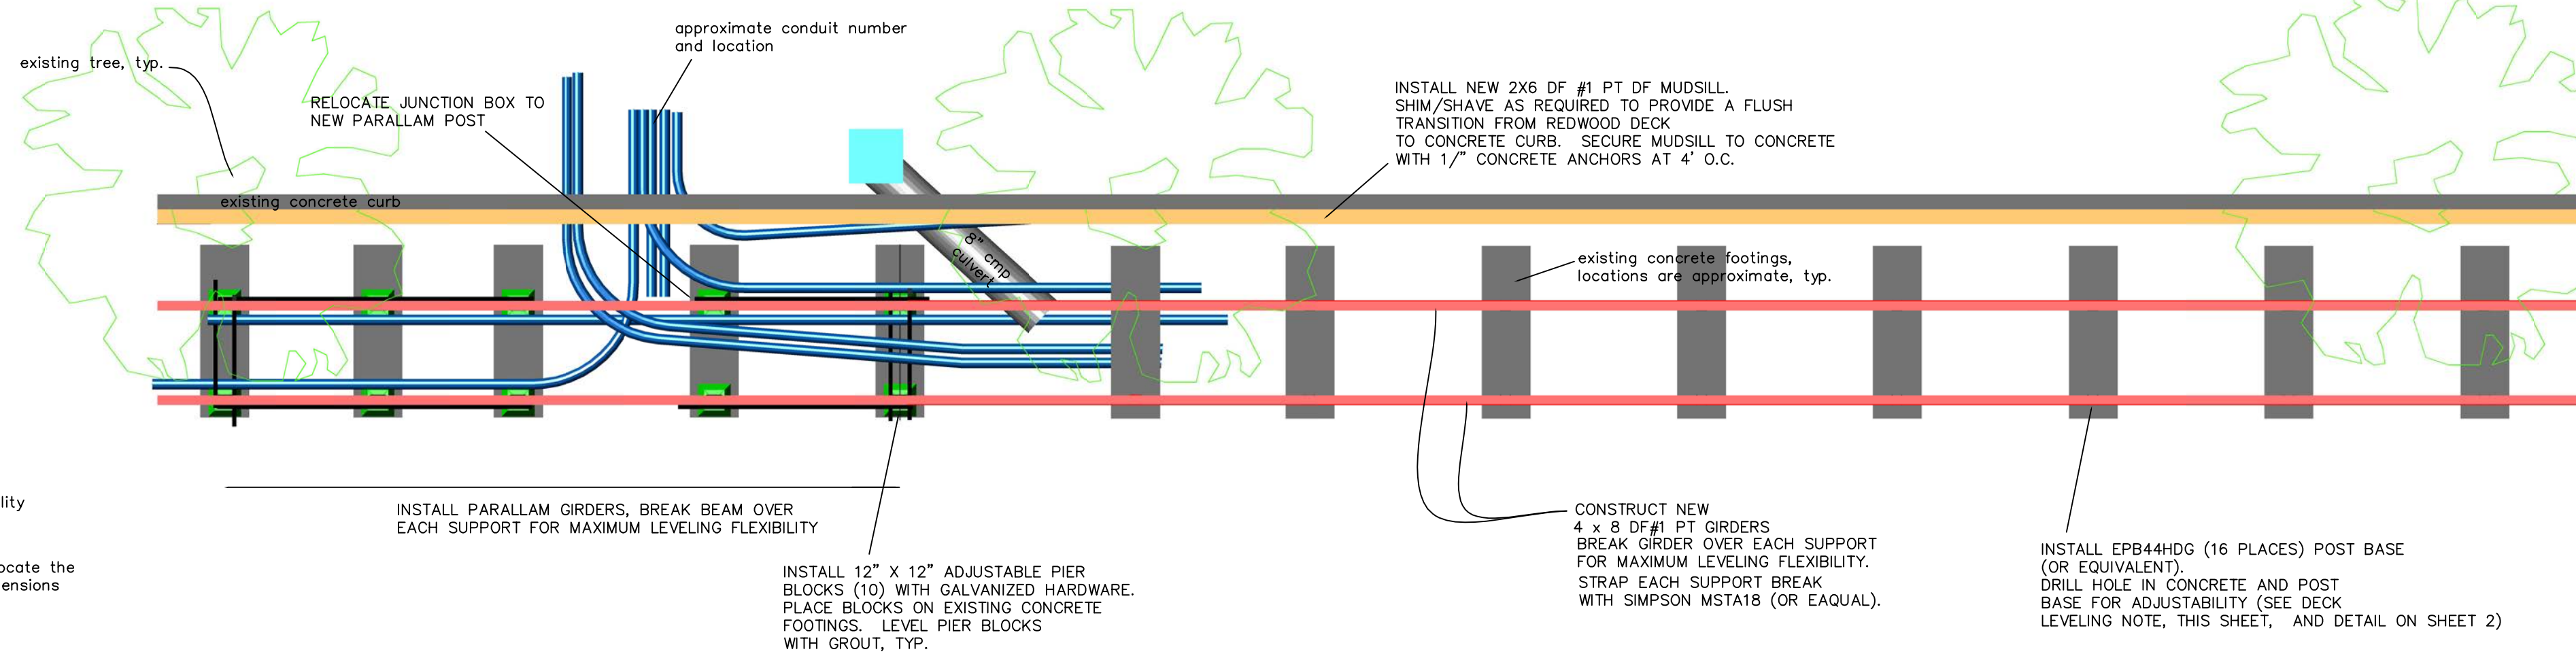 approximate conduit number
and location
existing tree, typ.
RELOCATE JUNCTION BOX TO
NEW PARALLAM POST
INSTALL NEW 2X6 DF #1 PT DF MUDSILL.
SHIM/SHAVE AS REQUIRED TO PROVIDE A FLUSH
TRANSITION FROM REDWOOD DECK
TO CONCRETE CURB. SECURE MUDSILL TO CONCRETE
WITH 1/" CONCRETE ANCHORS AT 4' O.C.
existing concrete curb
8" cmp
culvert
existing concrete footings,
locations are approximate, typ.
lity
ocate the
ensions
INSTALL PARALLAM GIRDERS, BREAK BEAM OVER
EACH SUPPORT FOR MAXIMUM LEVELING FLEXIBILITY
INSTALL 12" X 12" ADJUSTABLE PIER
BLOCKS (10) WITH GALVANIZED HARDWARE.
PLACE BLOCKS ON EXISTING CONCRETE
FOOTINGS. LEVEL PIER BLOCKS
WITH GROUT, TYP.
CONSTRUCT NEW
4 x 8 DF#1 PT GIRDERS
BREAK GIRDER OVER EACH SUPPORT
FOR MAXIMUM LEVELING FLEXIBILITY.
STRAP EACH SUPPORT BREAK
WITH SIMPSON MSTA18 (OR EAQUAL).
INSTALL EPB44HDG (16 PLACES) POST BASE
(OR EQUIVALENT).
DRILL HOLE IN CONCRETE AND POST
BASE FOR ADJUSTABILITY (SEE DECK
LEVELING NOTE, THIS SHEET, AND DETAIL ON SHEET 2)